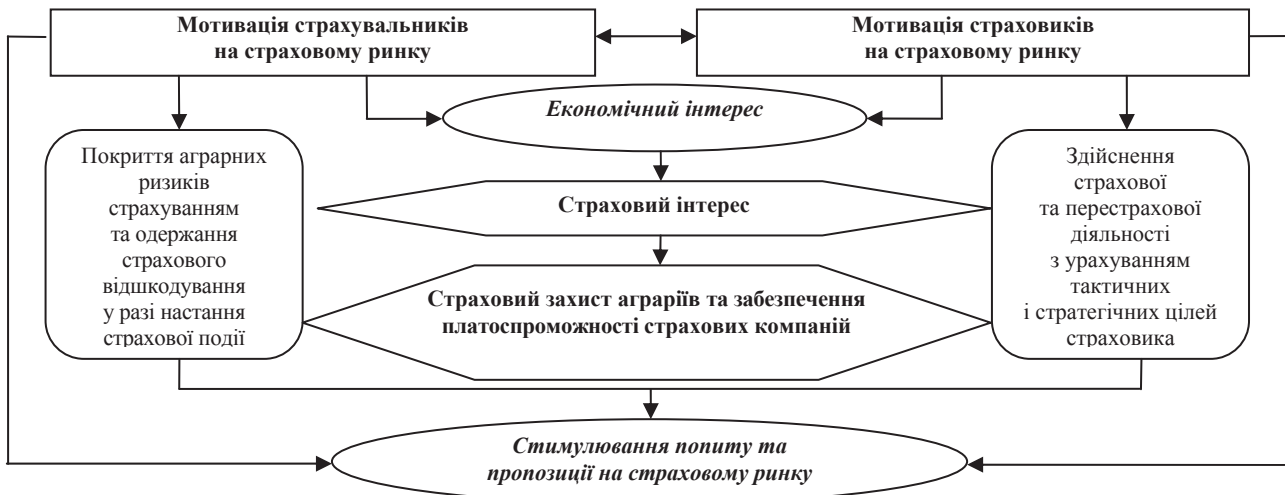 Мотивація страхувальників
на страховому ринку
Мотивація страховиків
на страховому ринку
Економічний інтерес
Покриття аграрних
ризиків
страхуванням
та одержання
страхового
відшкодування
у разі настання
страхової події
Страховий інтерес
Страховий захист аграріїв та забезпечення
платоспроможності страхових компаній
Здійснення
страхової
та перестрахової
діяльності
з урахуванням
тактичних
і стратегічних цілей
страховика
Стимулювання попиту та
пропозиції на страховому ринку